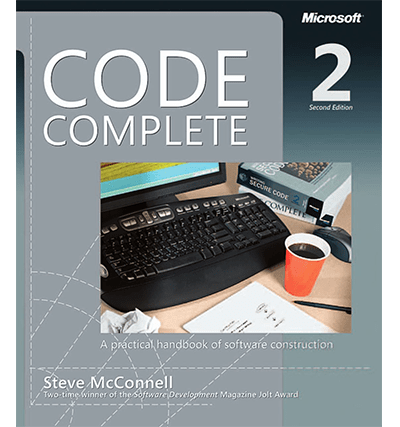 Microsoft
CODE
COMPLETE
2
Second Edition
SECURE CODE 2
COMPLETE
A practical handbook of software construction
Steve McConnell
Two-time winner of the Software Development Magazine Jolt Award